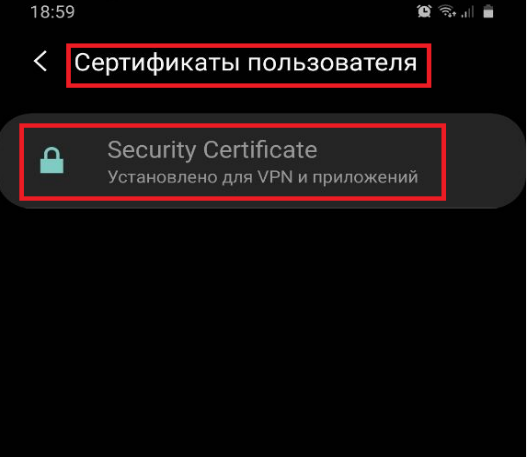 18:59
Сертификаты пользователя
Security Certificate
Установлено для VPN и приложений